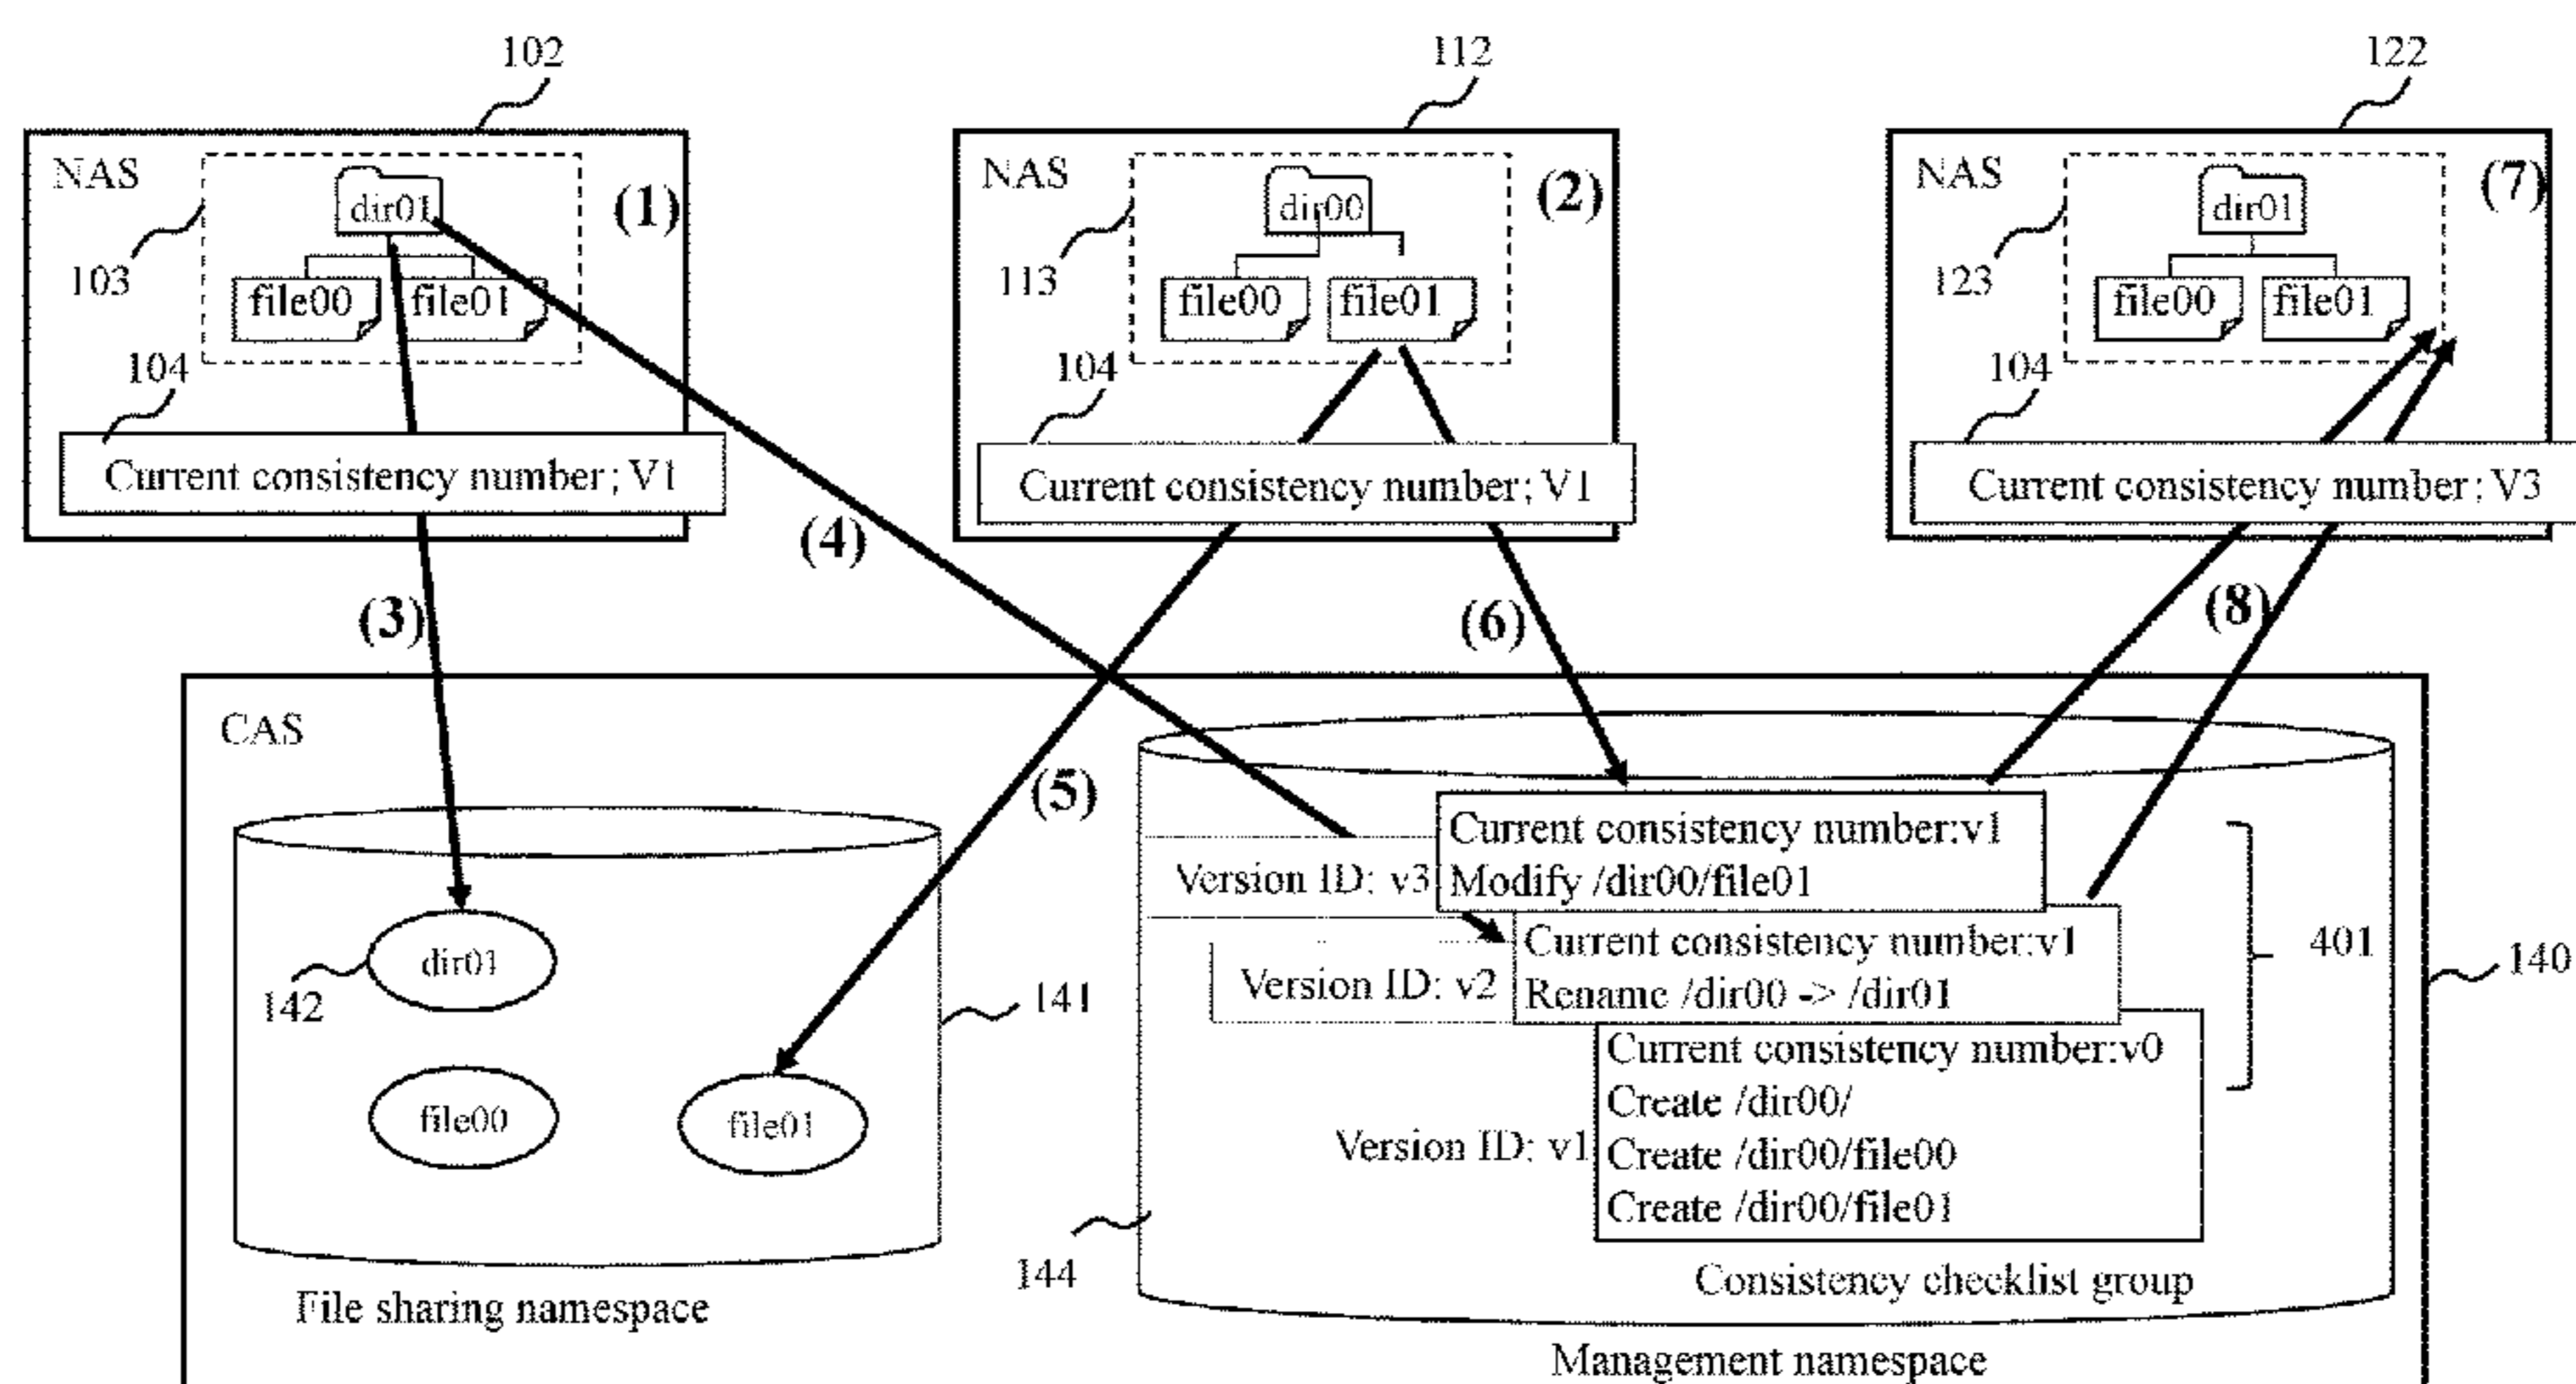 102
112
122
NAS
dir01
(1)
file00
file01
103
104
Current consistency number; V1
NAS
dir00
(2)
file00
file01
113
104
Current consistency number; V1
NAS
dir01
(7)
file00
file01
123
104
Current consistency number; V3
(3)
(4)
(5)
(6)
(8)
CAS
dir01
142
file00
file01
141
File sharing namespace
Version ID: v3
Current consistency number:v1
Modify /dir00/file01
Version ID: v2
Current consistency number:v1
Rename /dir00 -> /dir01
Version ID: v1
Current consistency number:v0
Create /dir00/
Create /dir00/file00
Create /dir00/file01
401
140
144
Consistency checklist group
Management namespace